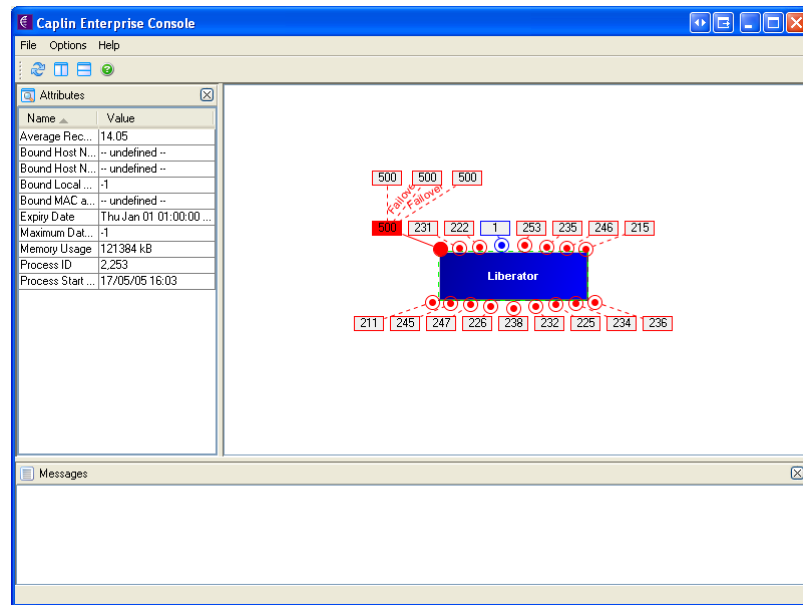 Caplin Enterprise Console
File Options Help
Attributes
Name Value
Average Rec... 14.05
Bound Host N... -- undefined --
Bound Host N... -- undefined --
Bound Local ... -1
Bound MAC a... -- undefined --
Expiry Date Thu Jan 01 01:00:00 ...
Maximum Dat... -1
Memory Usage 121384 kB
Process ID 2,253
Process Start ... 17/05/05 16:03
500 500 500
Failover
Failover
500 231 222 1 253 235 246 215
Liberator
211 245 247 226 238 232 225 234 236
Messages